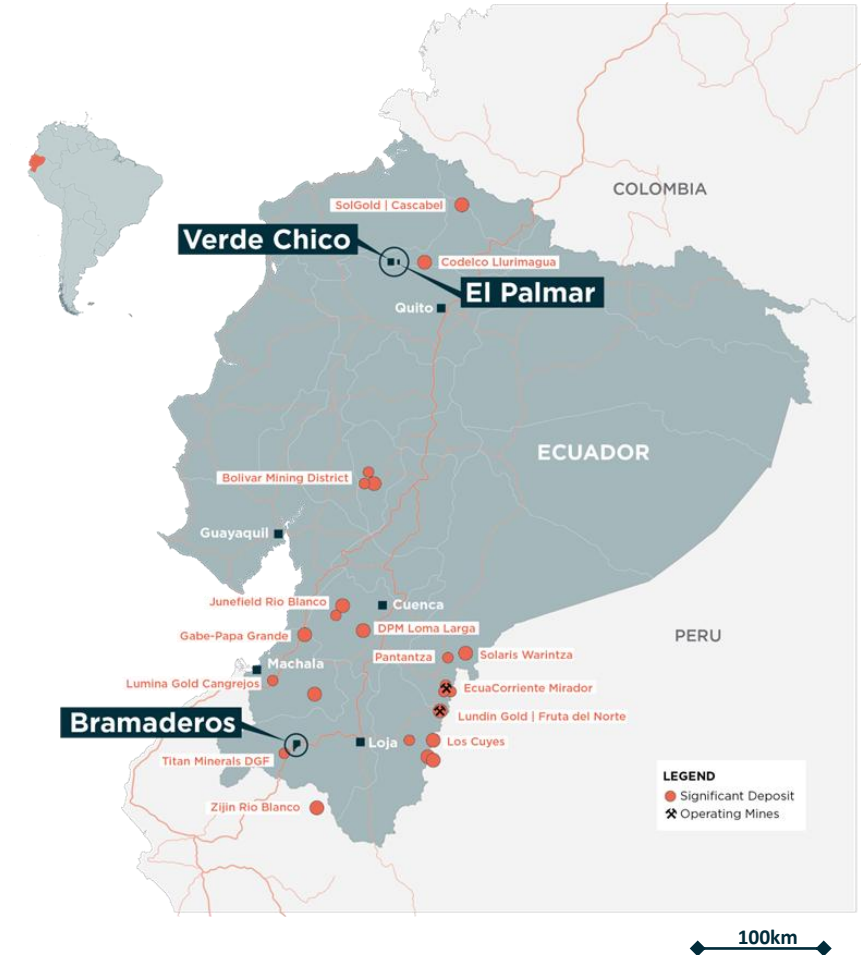 COLOMBIA
SolGold | Cascabel
Verde Chico
Codelco Llurimagua
El Palmar
Quito
ECUADOR
Bolivar Mining District
Guayaquil
Junefield Rio Blanco
Cuenca
DPM Loma Larga
Gabe-Papa Grande
PERU
Pantantza
Solaris Warintza
Machala
Lumina Gold Cangrejos
EcuaCorriente Mirador
Lundin Gold | Fruta del Norte
Bramaderos
Loja
Los Cuyes
Titan Minerals DGF
Zijin Rio Blanco
LEGEND
Significant Deposit
Operating Mines
100km